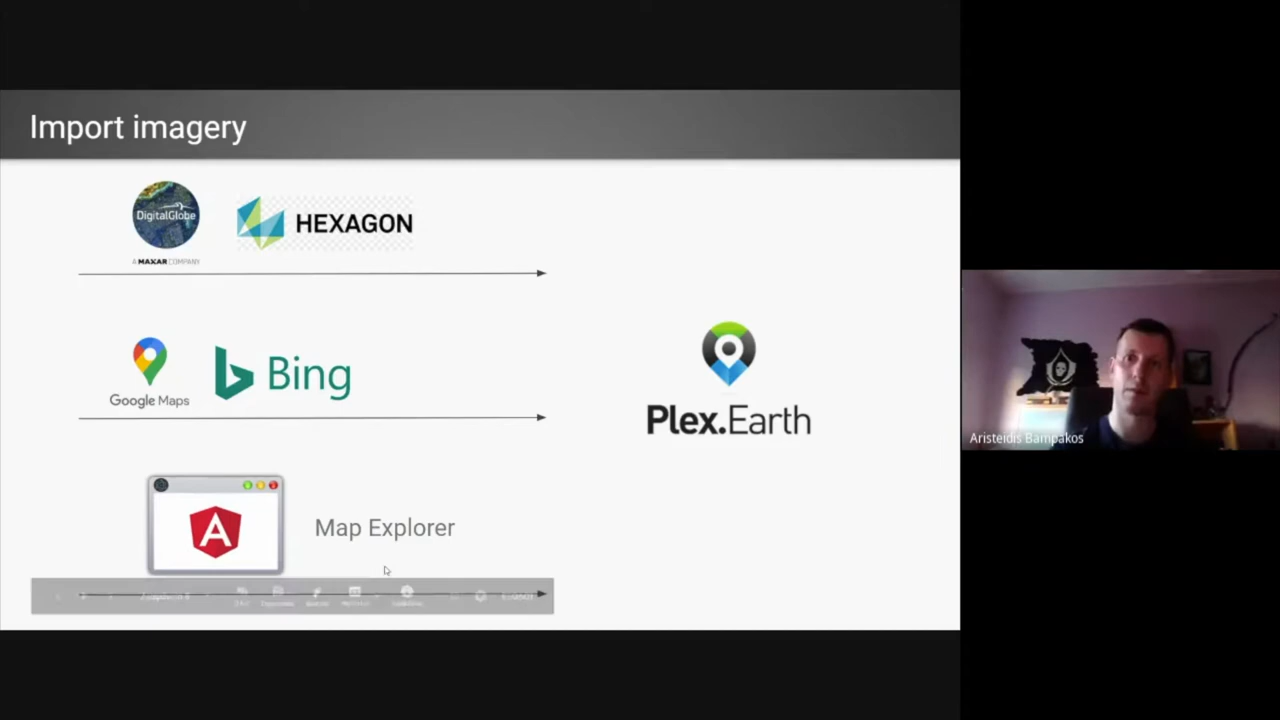 Import imagery
DigitalGlobe
A MAXAR COMPANY
HEXAGON
Google Maps
Bing
Plex.Earth
Map Explorer
Aristeidis Bampakos